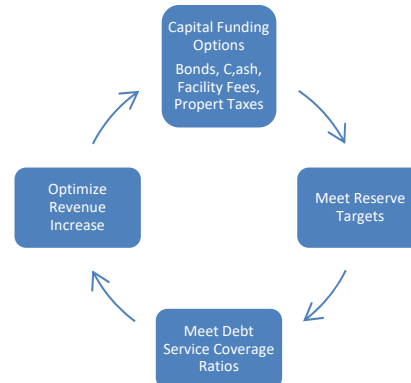 Capital Funding
Options
Bonds, C,ash,
Facility Fees,
Propert Taxes
Meet Reserve
Targets
Meet Debt
Service Coverage
Ratios
Optimize
Revenue
Increase